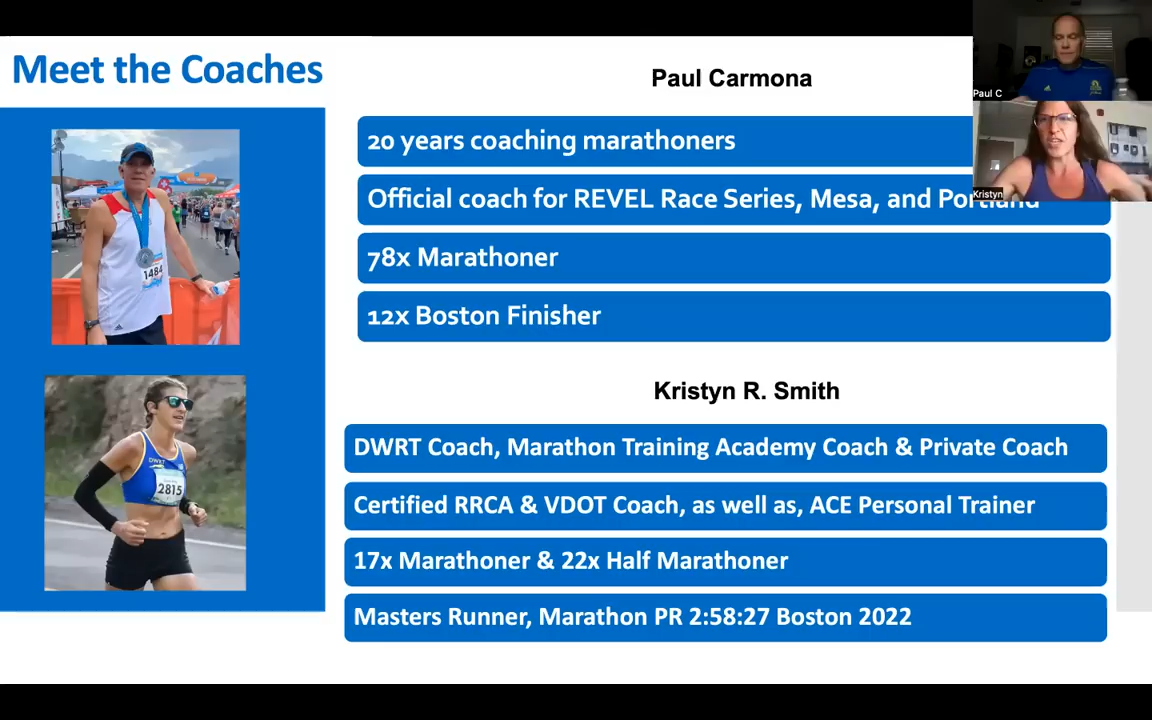 Meet the Coaches
Paul Carmona
20 years coaching marathoners
Official coach for REVEL Race Series, Mesa, and Portland
78x Marathoner
12x Boston Finisher
Kristyn R. Smith
DWRT Coach, Marathon Training Academy Coach & Private Coach
Certified RRCA & VDOT Coach, as well as, ACE Personal Trainer
17x Marathoner & 22x Half Marathoner
Masters Runner, Marathon PR 2:58:27 Boston 2022
1484
DWRT
2815
Paul C
Kristyn